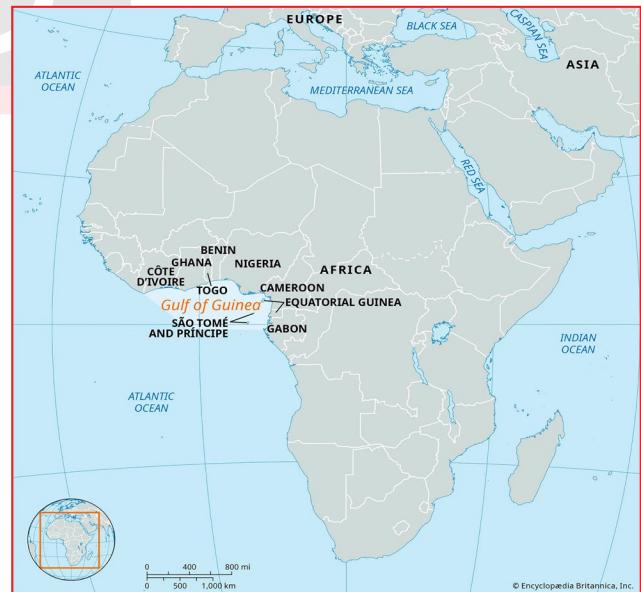 EUROPE
BLACK SEA
CASPIAN SEA
ASIA
ATLANTIC
OCEAN
MEDITERRANEAN SEA
RED SEA
BENIN
GHANA
NIGERIA
CÔTE
D'IVOIRE
AFRICA
TOGO
CAMEROON
Gulf of Guinea
EQUATORIAL GUINEA
SÃO TOMÉ
AND PRÍNCIPE
GABON
INDIAN
OCEAN
ATLANTIC
OCEAN
0 400 800 mi
0 500 1,000 km
© Encyclopædia Britannica, Inc.